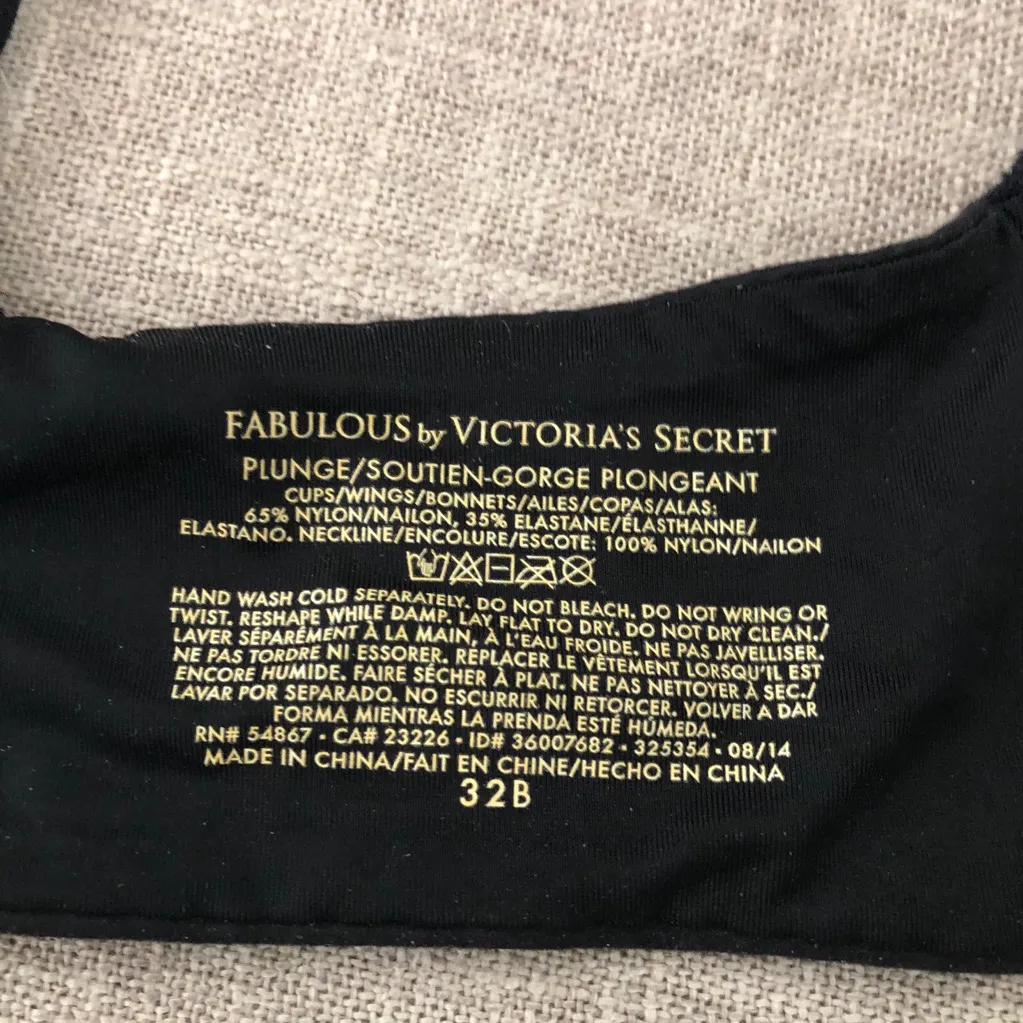 FABULOUS by VICTORIA'S SECRET
PLUNGE/SOUTIEN-GORGE PLONGEANT
CUPS/WINGS/BONNETS/AILES/COPAS/ALAS:
65% NYLON/NAILON, 35% ELASTANE/ÉLASTHANNE/
ELASTANO. NECKLINE/ENCOLURE/ESCOTE: 100% NYLON/NAILON
HAND WASH COLD SEPARATELY. DO NOT BLEACH. DO NOT WRING OR
TWIST. RESHAPE WHILE DAMP. LAY FLAT TO DRY. DO NOT DRY CLEAN./
LAVER SÉPARÉMENT À LA MAIN, À L'EAU FROIDE. NE PAS JAVELLISER.
NE PAS TORDRE NI ESSORER. REPLACER LE VÊTEMENT LORSQU'IL EST
ENCORE HUMIDE. FAIRE SÉCHER À PLAT. NE PAS NETTOYER À SEC./
LAVAR POR SEPARADO. NO ESCURRIR NI RETORCER. VOLVER A DAR
FORMA MIENTRAS LA PRENDA ESTÉ HÚMEDA.
RN# 54867 • CA# 23226 • ID# 36007682 • 325354 • 08/14
MADE IN CHINA/FAIT EN CHINE/HECHO EN CHINA
32B